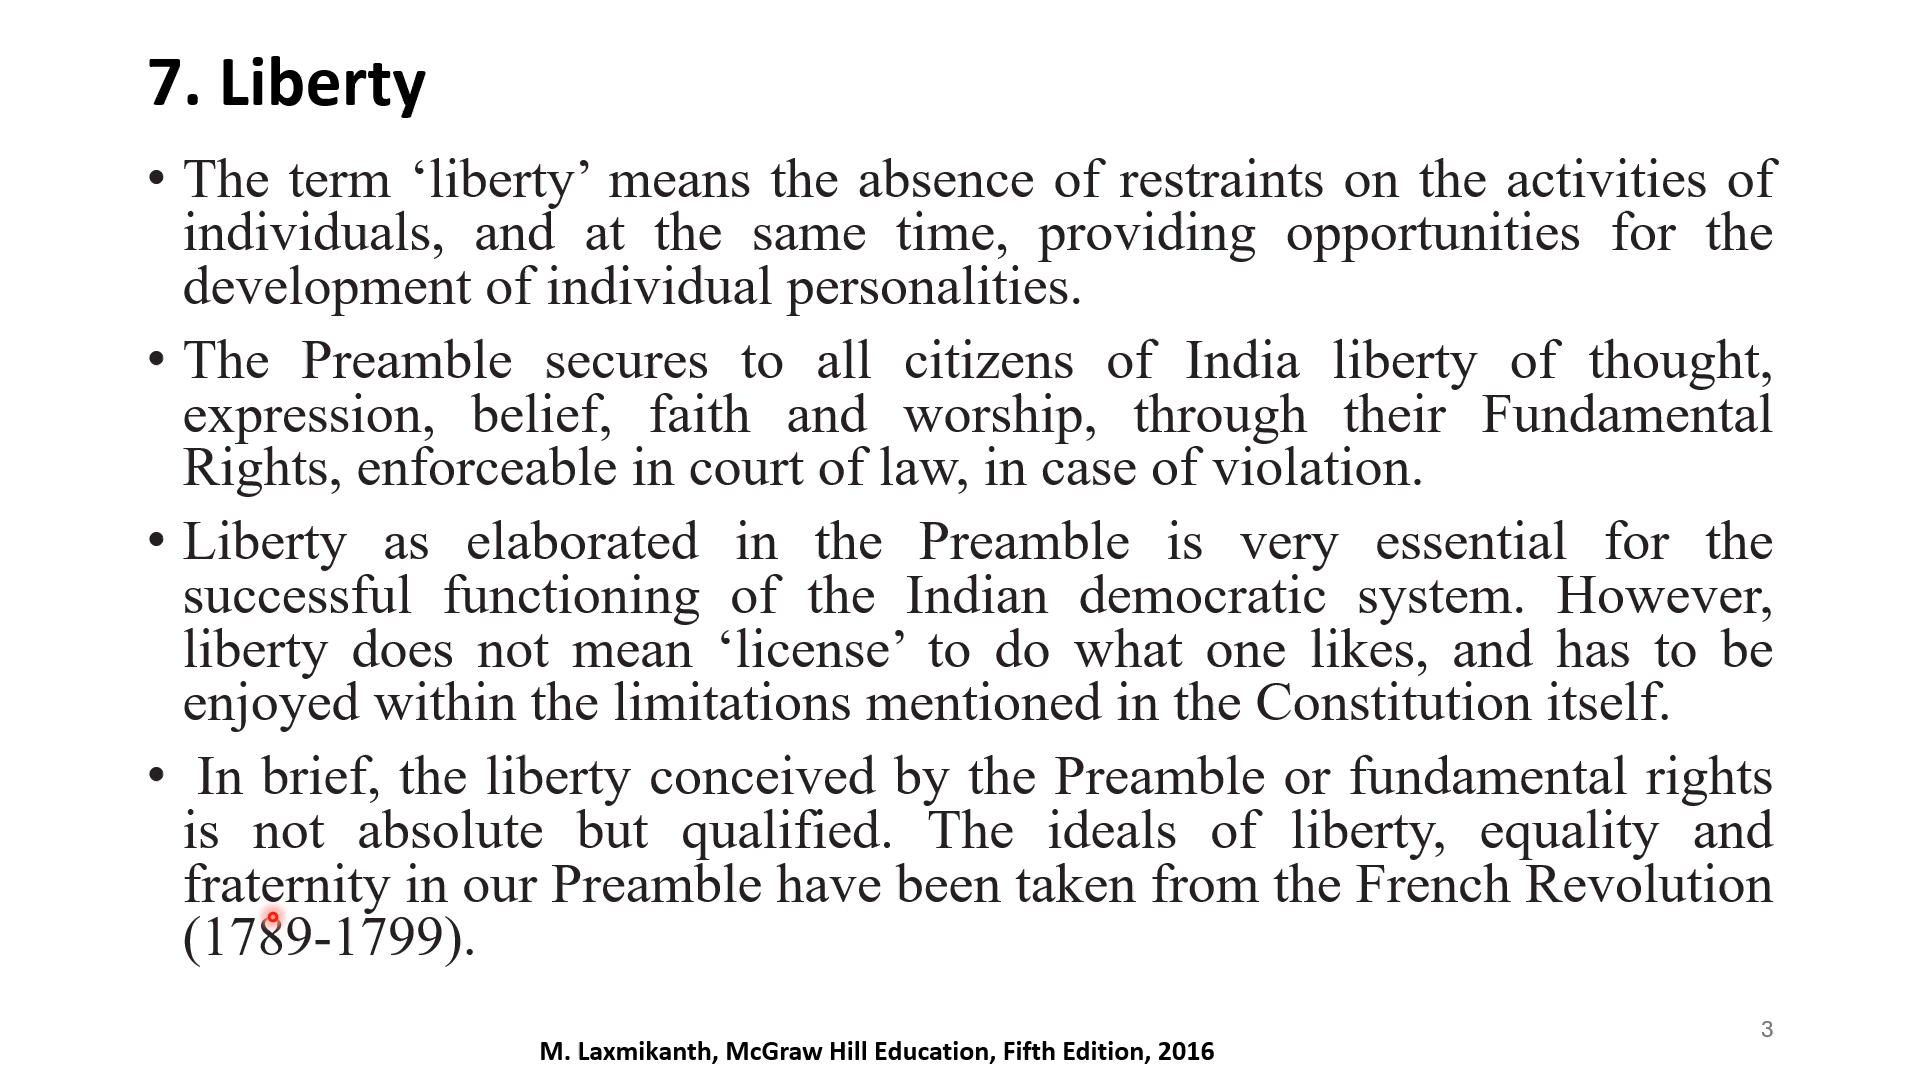 7. Liberty
• The term ‘liberty’ means the absence of restraints on the activities of
individuals, and at the same time, providing opportunities for the
development of individual personalities.
• The Preamble secures to all citizens of India liberty of thought,
expression, belief, faith and worship, through their Fundamental
Rights, enforceable in court of law, in case of violation.
• Liberty as elaborated in the Preamble is very essential for the
successful functioning of the Indian democratic system. However,
liberty does not mean ‘license’ to do what one likes, and has to be
enjoyed within the limitations mentioned in the Constitution itself.
• In brief, the liberty conceived by the Preamble or fundamental rights
is not absolute but qualified. The ideals of liberty, equality and
fraternity in our Preamble have been taken from the French Revolution
(1789-1799).
3
M. Laxmikanth, McGraw Hill Education, Fifth Edition, 2016